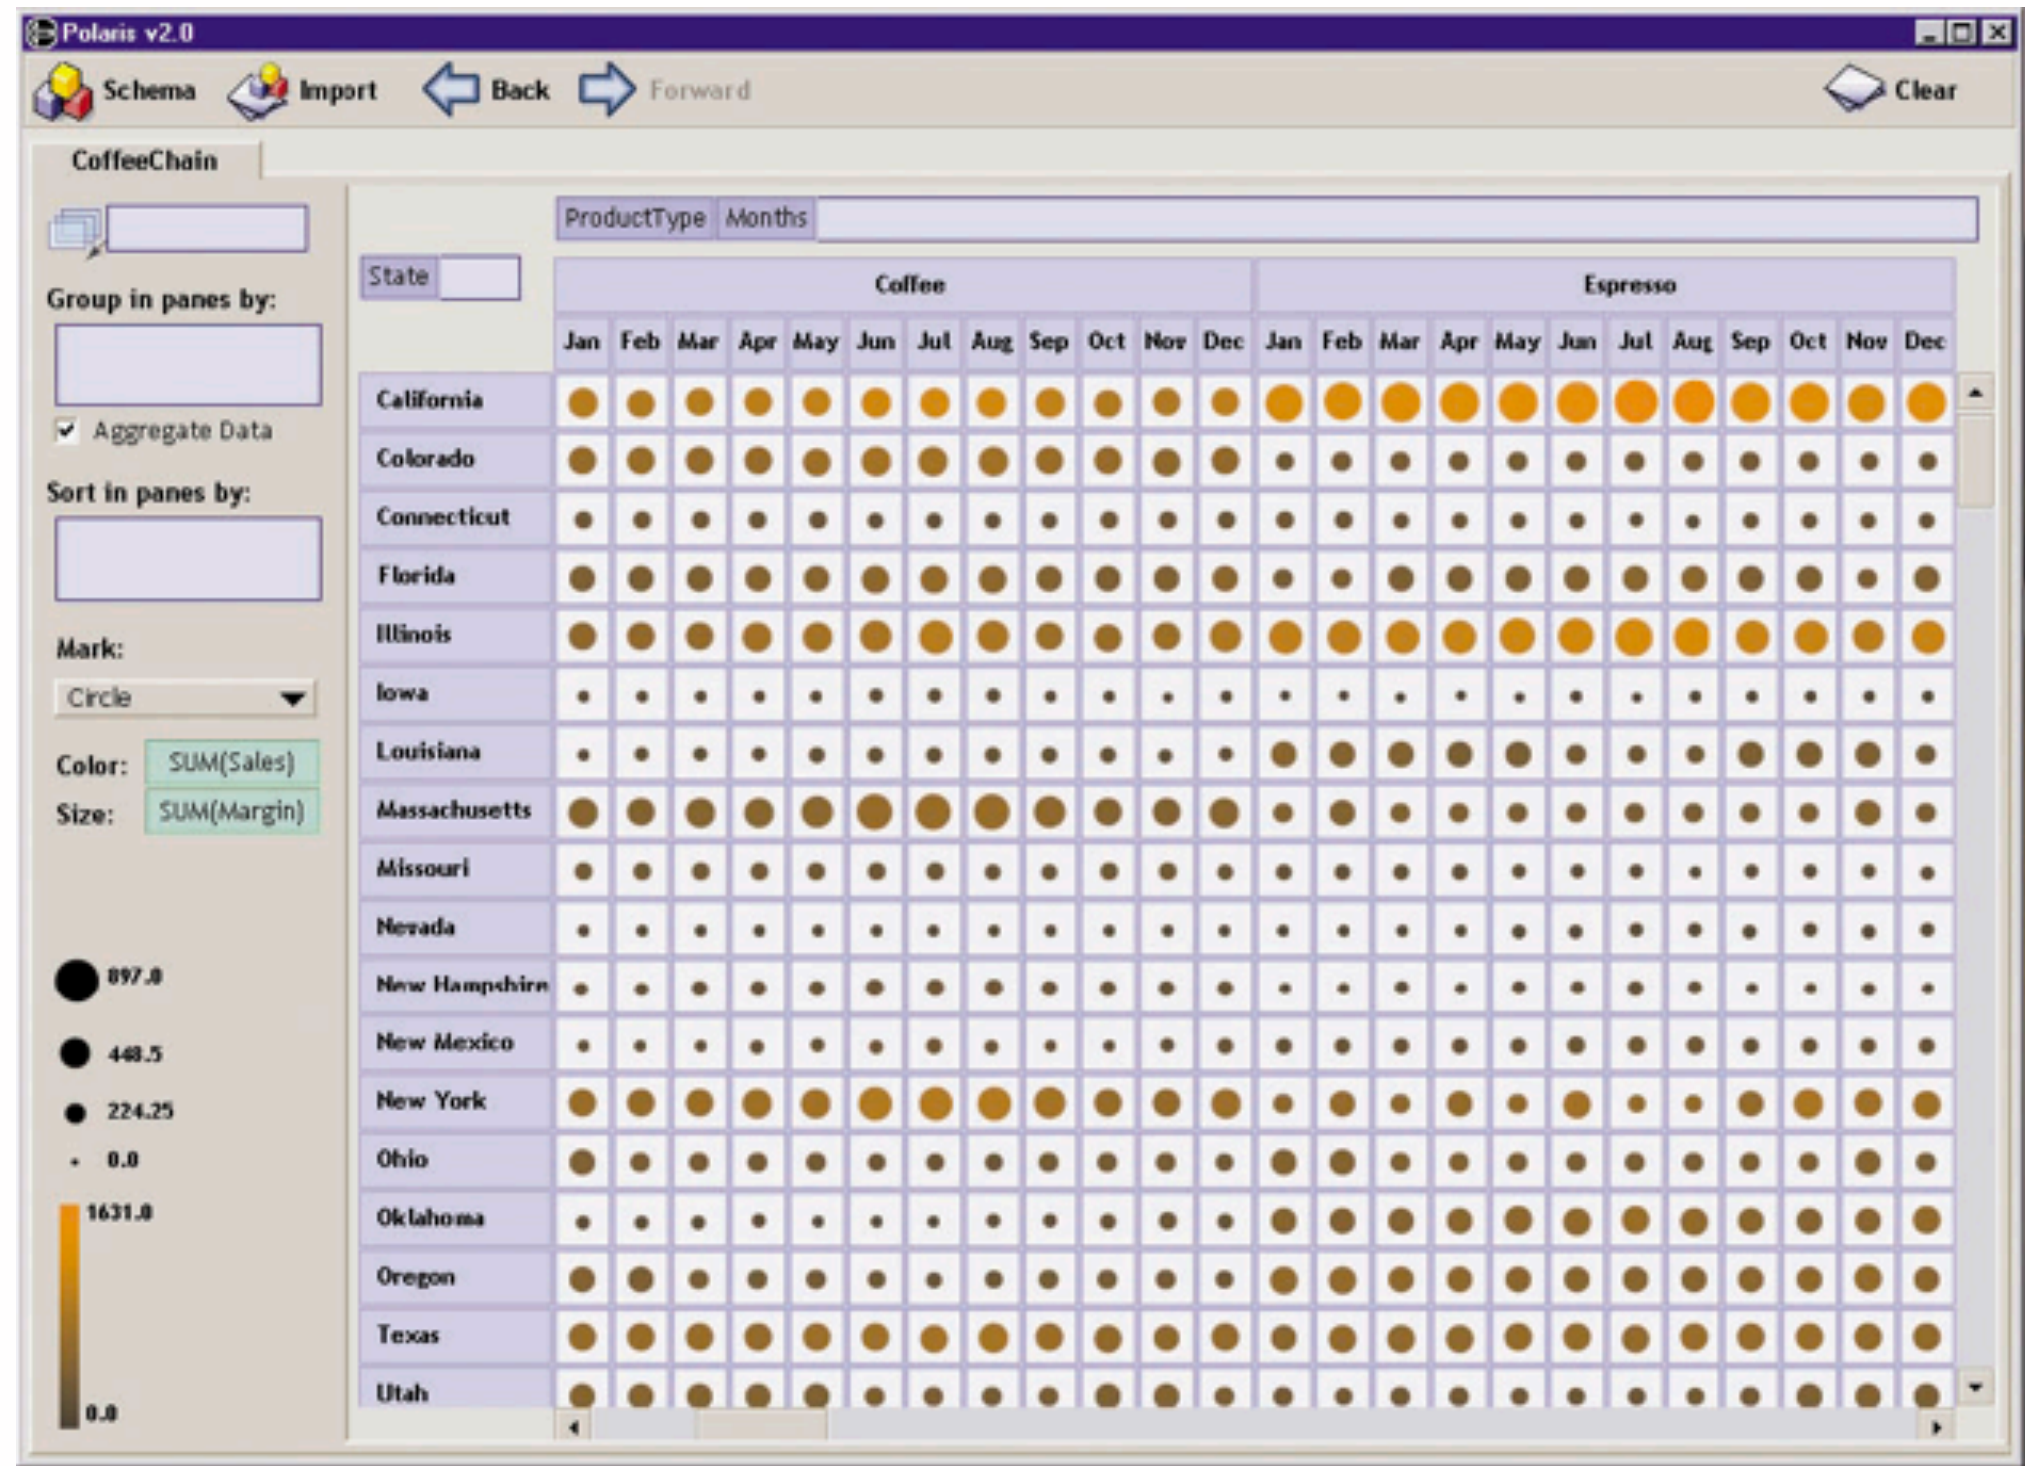 Polaris v2.0
Schema Import Back Forward Clear
CoffeeChain
ProductType Months
State
Coffee Espresso
Jan Feb Mar Apr May Jun Jul Aug Sep Oct Nov Dec Jan Feb Mar Apr May Jun Jul Aug Sep Oct Nov Dec
Group in panes by:
Aggregate Data
Sort in panes by:
Mark:
Circle
Color: SUM(Sales)
Size: SUM(Margin)
897.0
448.5
224.25
0.0
1631.0
0.0
California
Colorado
Connecticut
Florida
Illinois
Iowa
Louisiana
Massachusetts
Missouri
Nevada
New Hampshire
New Mexico
New York
Ohio
Oklahoma
Oregon
Texas
Utah